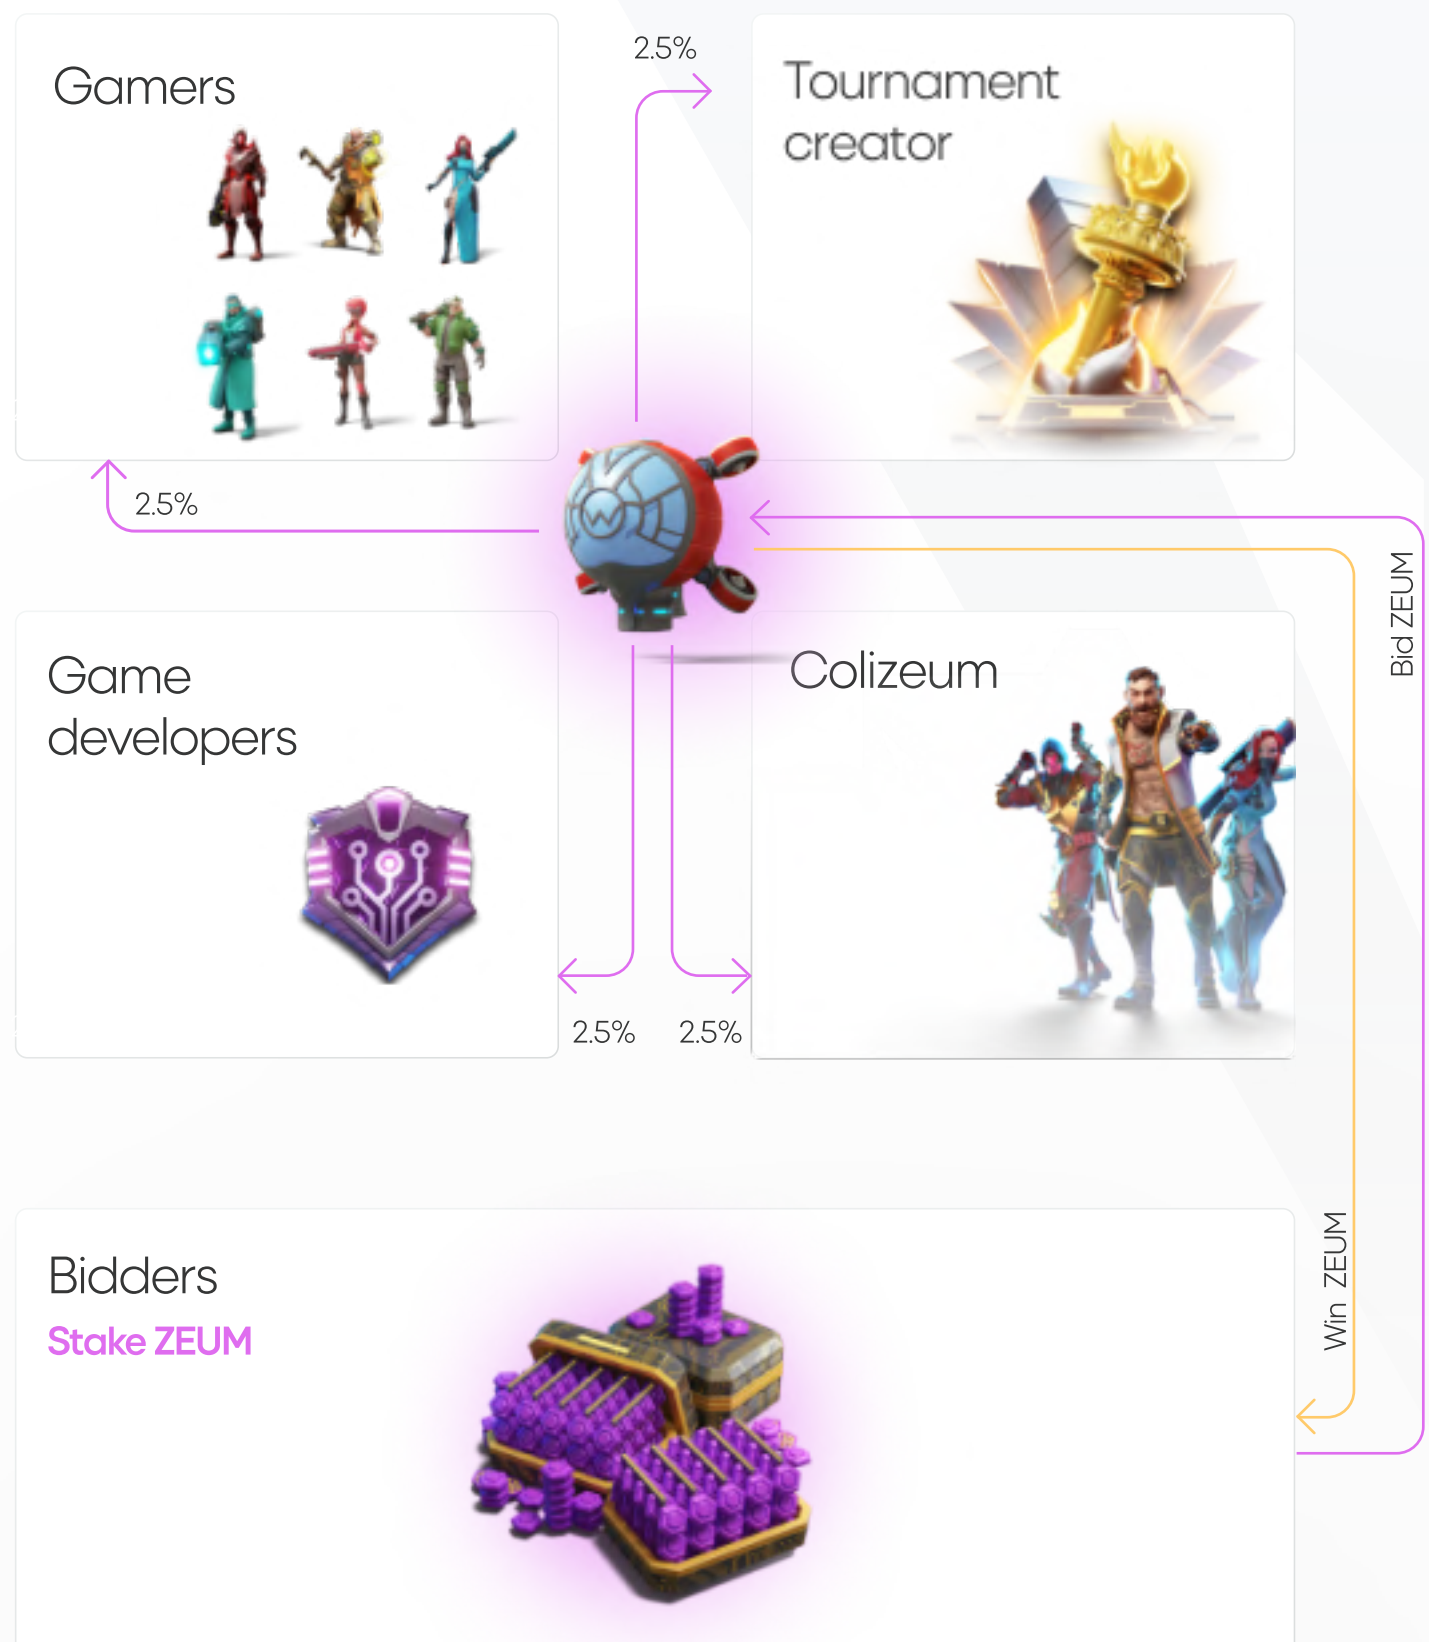 Gamers
2.5%
Tournament
creator
2.5%
Bid ZEUM
Game
developers
Colizeum
2.5%
2.5%
Bidders
Stake ZEUM
Win ZEUM